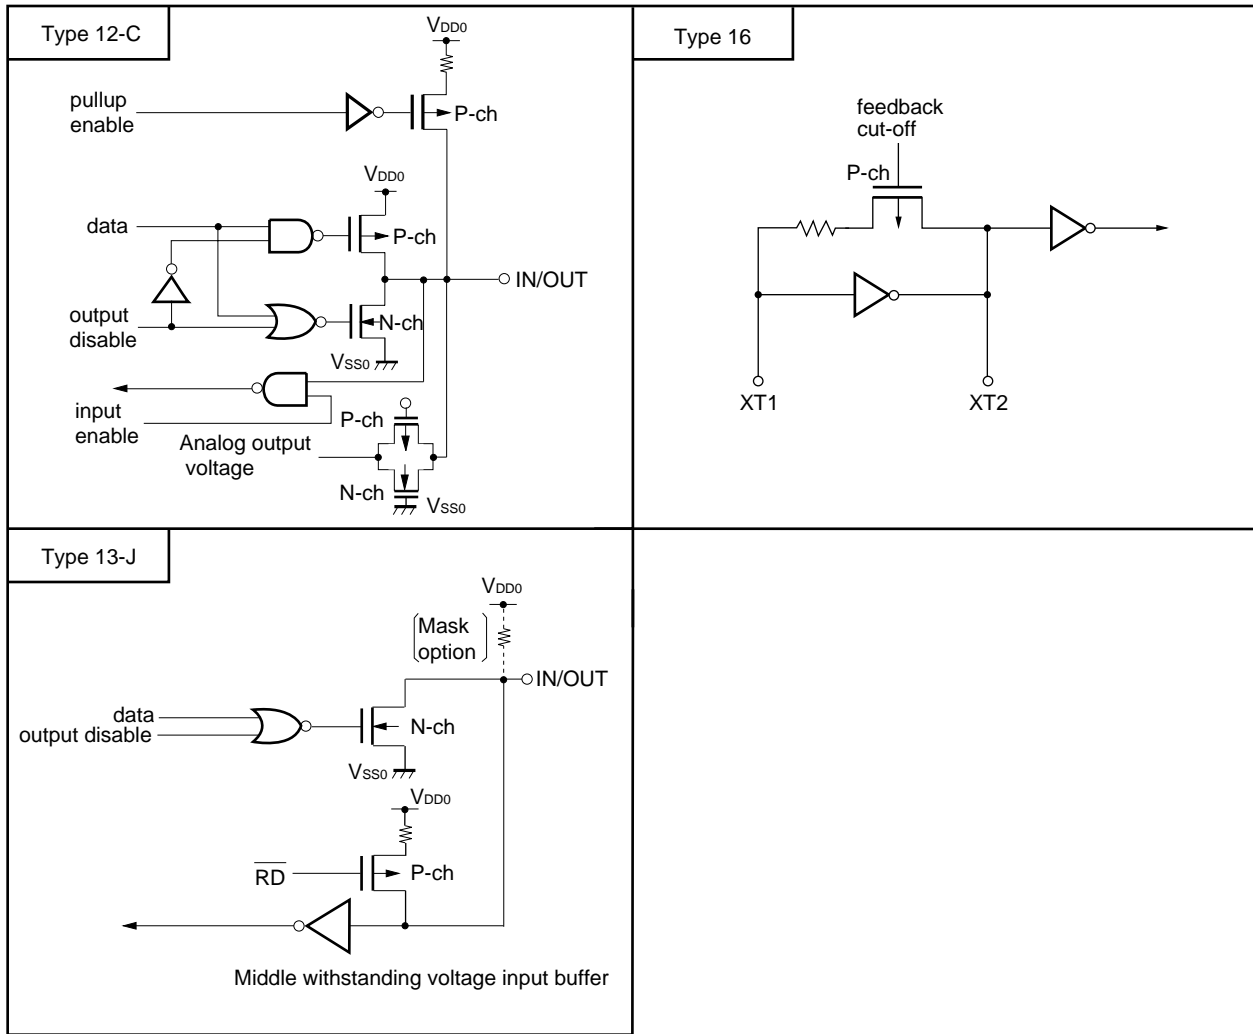 Type 12-C
VDD0
pullup
enable
P-ch
VDD0
data
P-ch
IN/OUT
output
disable
N-ch
VSS0
input
enable
P-ch
Analog output
voltage
N-ch
VSS0
Type 16
feedback
cut-off
P-ch
XT1
XT2
Type 13-J
VDD0
Mask
option
IN/OUT
data
output disable
N-ch
VSS0
VDD0
RD
P-ch
Middle withstanding voltage input buffer